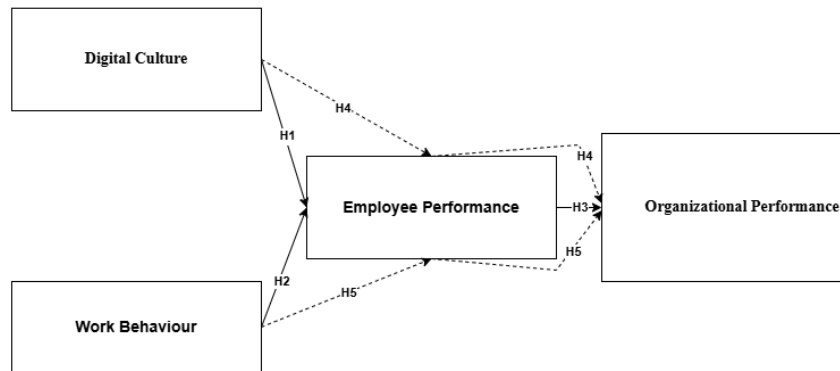 Digital Culture
H4
H1
H4
Employee Performance
H3
Organizational Performance
H2
H5
H5
Work Behaviour